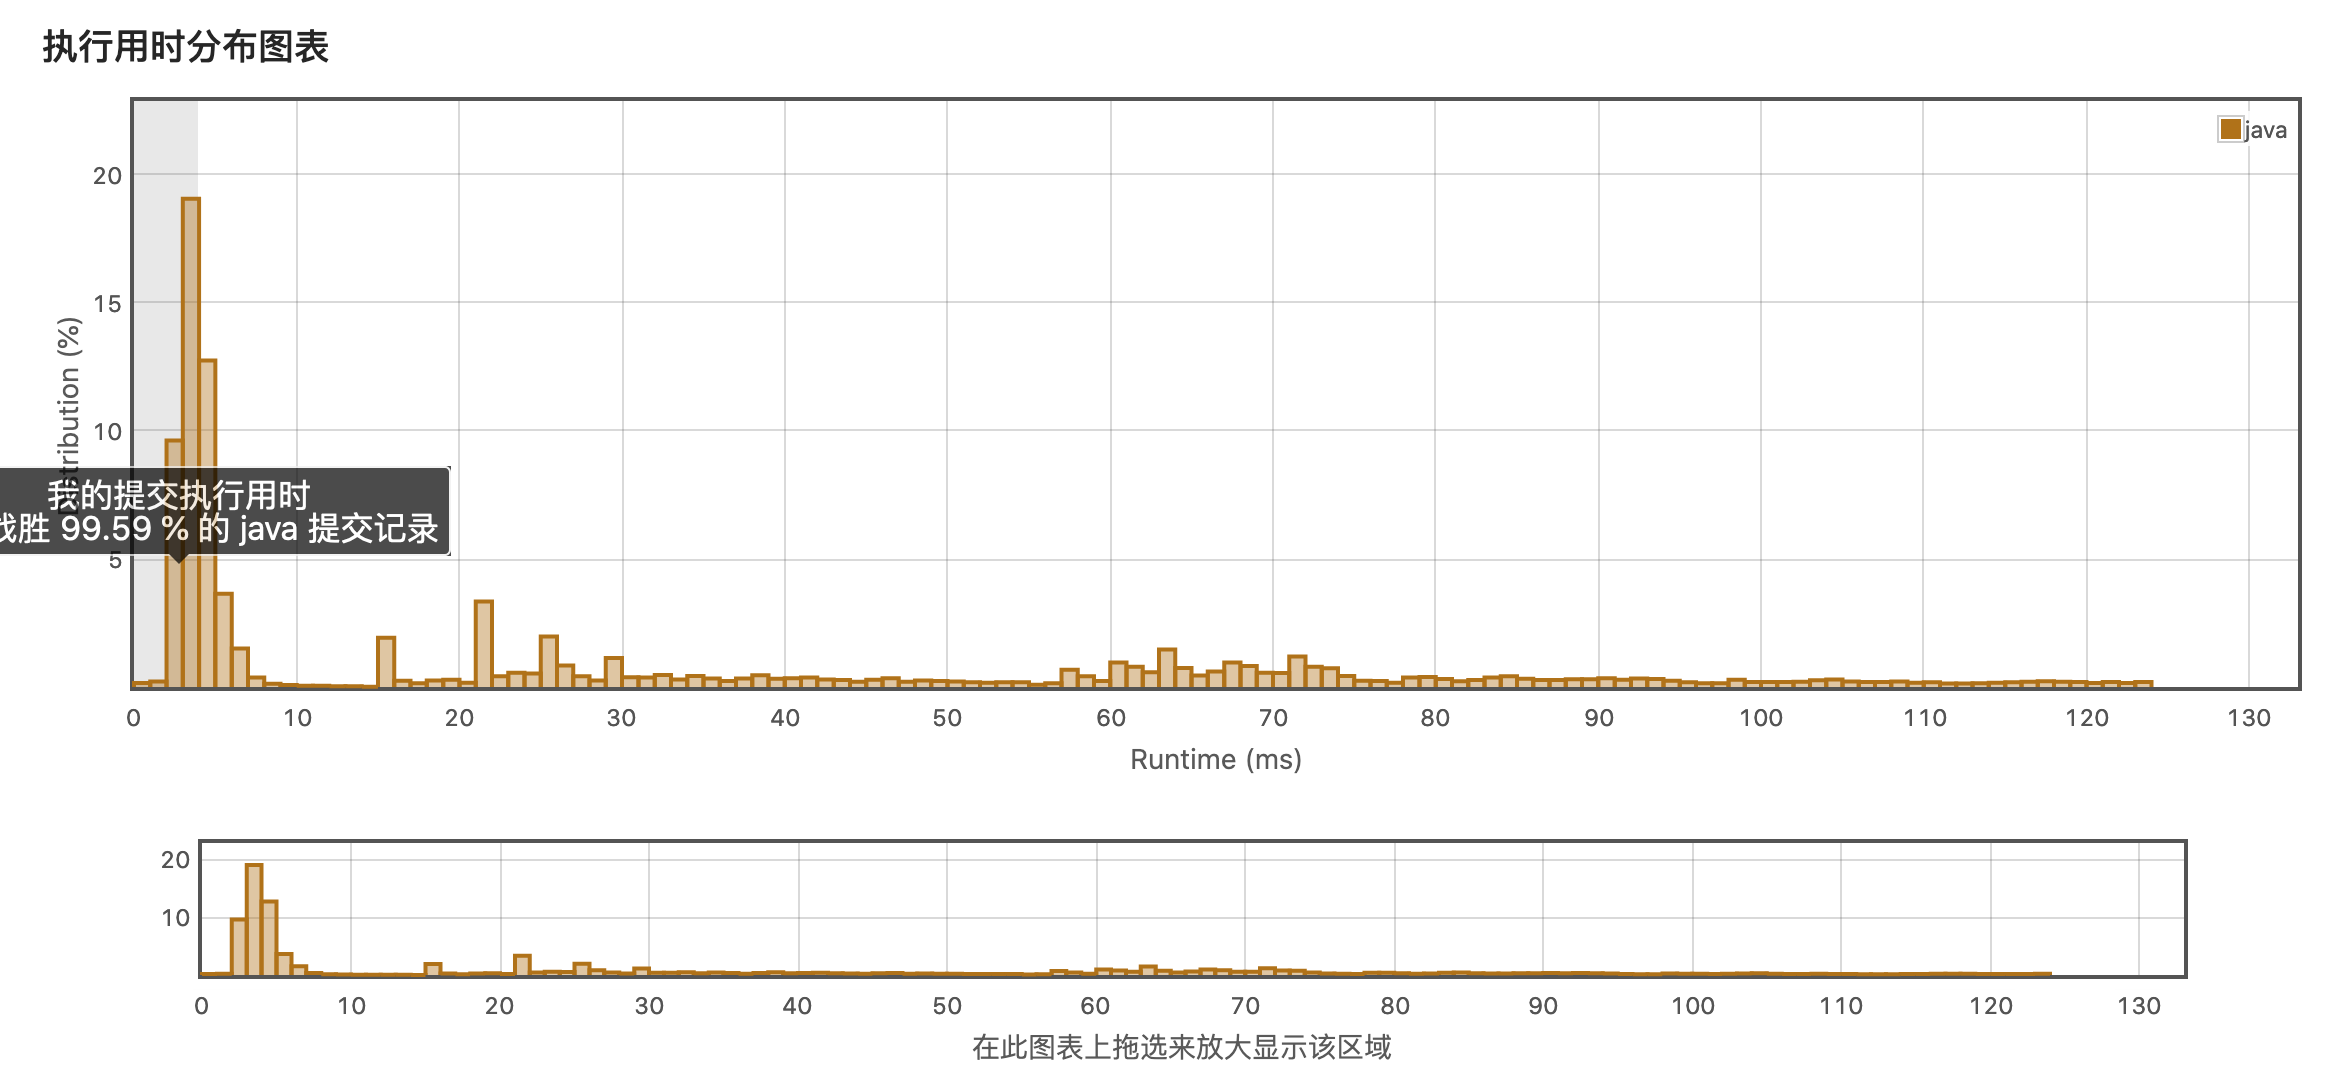 执行用时分布图表
java
20
15
10
5
Distribution (%)
我的提交执行用时
战胜 99.59 % 的 java 提交记录
0 10 20 30 40 50 60 70 80 90 100 110 120 130
Runtime (ms)
20
10
0 10 20 30 40 50 60 70 80 90 100 110 120 130
在此图表上拖选来放大显示该区域